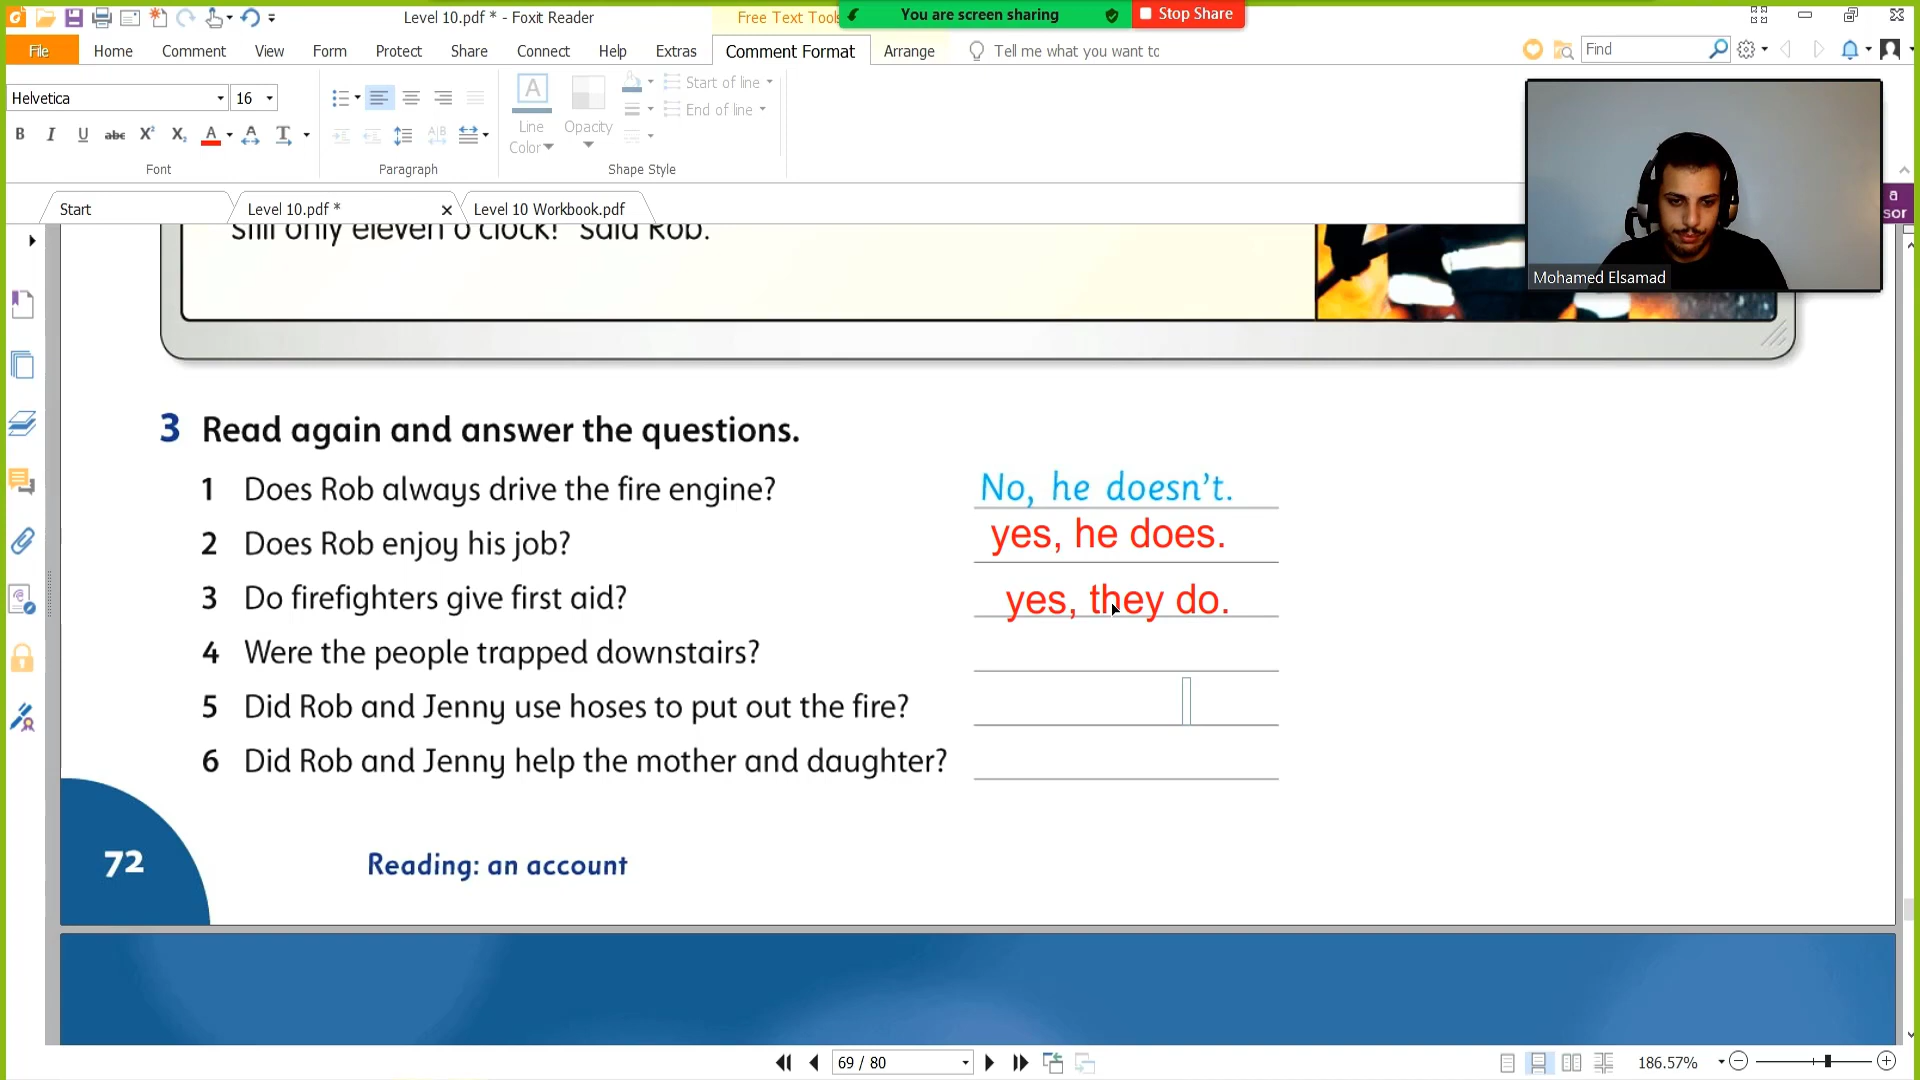 Level 10.pdf * - Foxit Reader
Free Text Tools
You are screen sharing
Stop Share
File
Home
Comment
View
Form
Protect
Share
Connect
Help
Extras
Comment Format
Arrange
Tell me what you want to
Find
Helvetica
16
Line
Color
Opacity
Start of line
End of line
Font
Paragraph
Shape Style
Start
Level 10.pdf *
Level 10 Workbook.pdf
a
sor
Mohamed Elsamad
still only eleven o'clock!" said Rob.
3 Read again and answer the questions.
1 Does Rob always drive the fire engine? No, he doesn't.
2 Does Rob enjoy his job? yes, he does.
3 Do firefighters give first aid? yes, they do.
4 Were the people trapped downstairs?
5 Did Rob and Jenny use hoses to put out the fire?
6 Did Rob and Jenny help the mother and daughter?
72
Reading: an account
69 / 80
186.57%